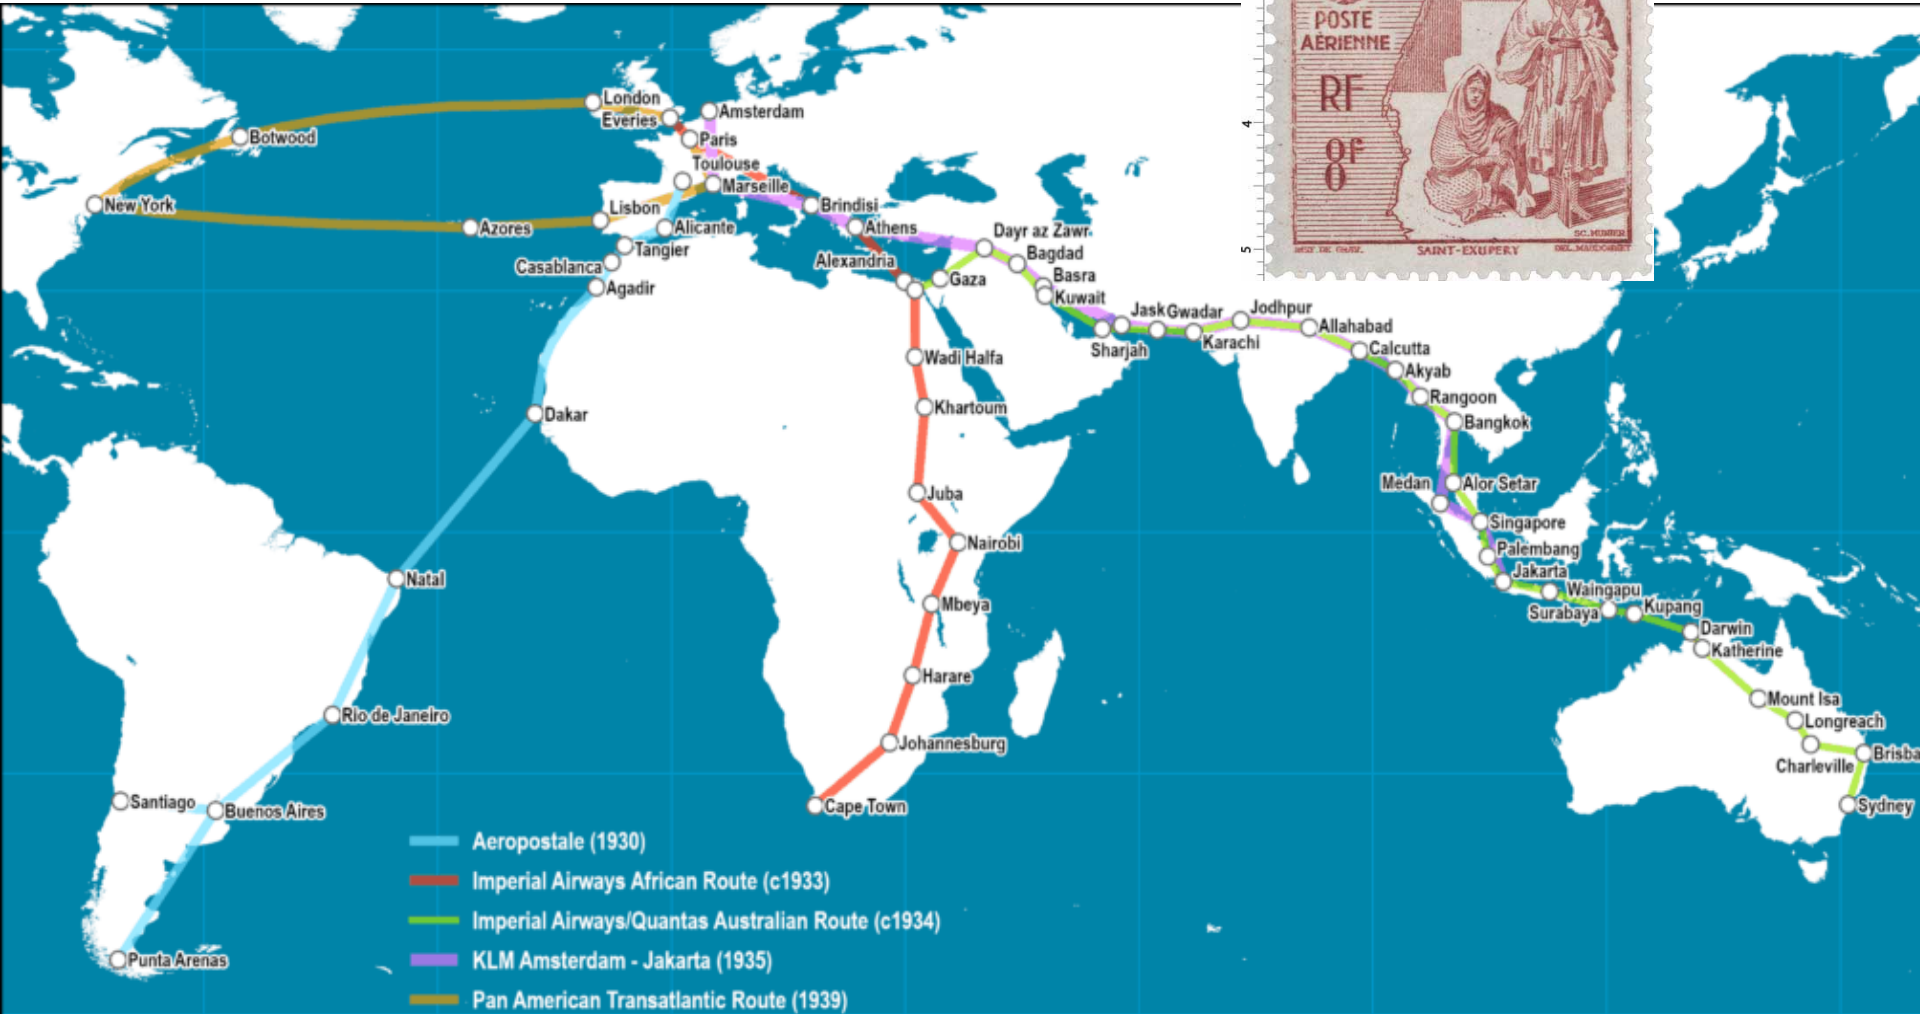 POSTE
AÈRIENNE
RF
8F
SAINT-EXUPERY
4
5
London
Everies
Amsterdam
Botwood
Paris
Toulouse
Marseille
New York
Lisbon
Brindisi
Azores
Alicante
Athens
Dayr az Zawr
Tangier
Bagdad
Casablanca
Alexandria
Basra
Agadir
Gaza
Kuwait
Jask
Gwadar
Jodhpur
Allahabad
Sharjah
Karachi
Calcutta
Wadi Halfa
Akyab
Rangoon
Khartoum
Dakar
Bangkok
Medan
Alor Setar
Juba
Singapore
Nairobi
Palembang
Natal
Jakarta
Waingapu
Mbeya
Surabaya
Kupang
Darwin
Katherine
Harare
Mount Isa
Rio de Janeiro
Longreach
Johannesburg
Brisba
Charleville
Santiago
Buenos Aires
Cape Town
Sydney
Punta Arenas
Aeropostale (1930)
Imperial Airways African Route (c1933)
Imperial Airways/Quantas Australian Route (c1934)
KLM Amsterdam - Jakarta (1935)
Pan American Transatlantic Route (1939)